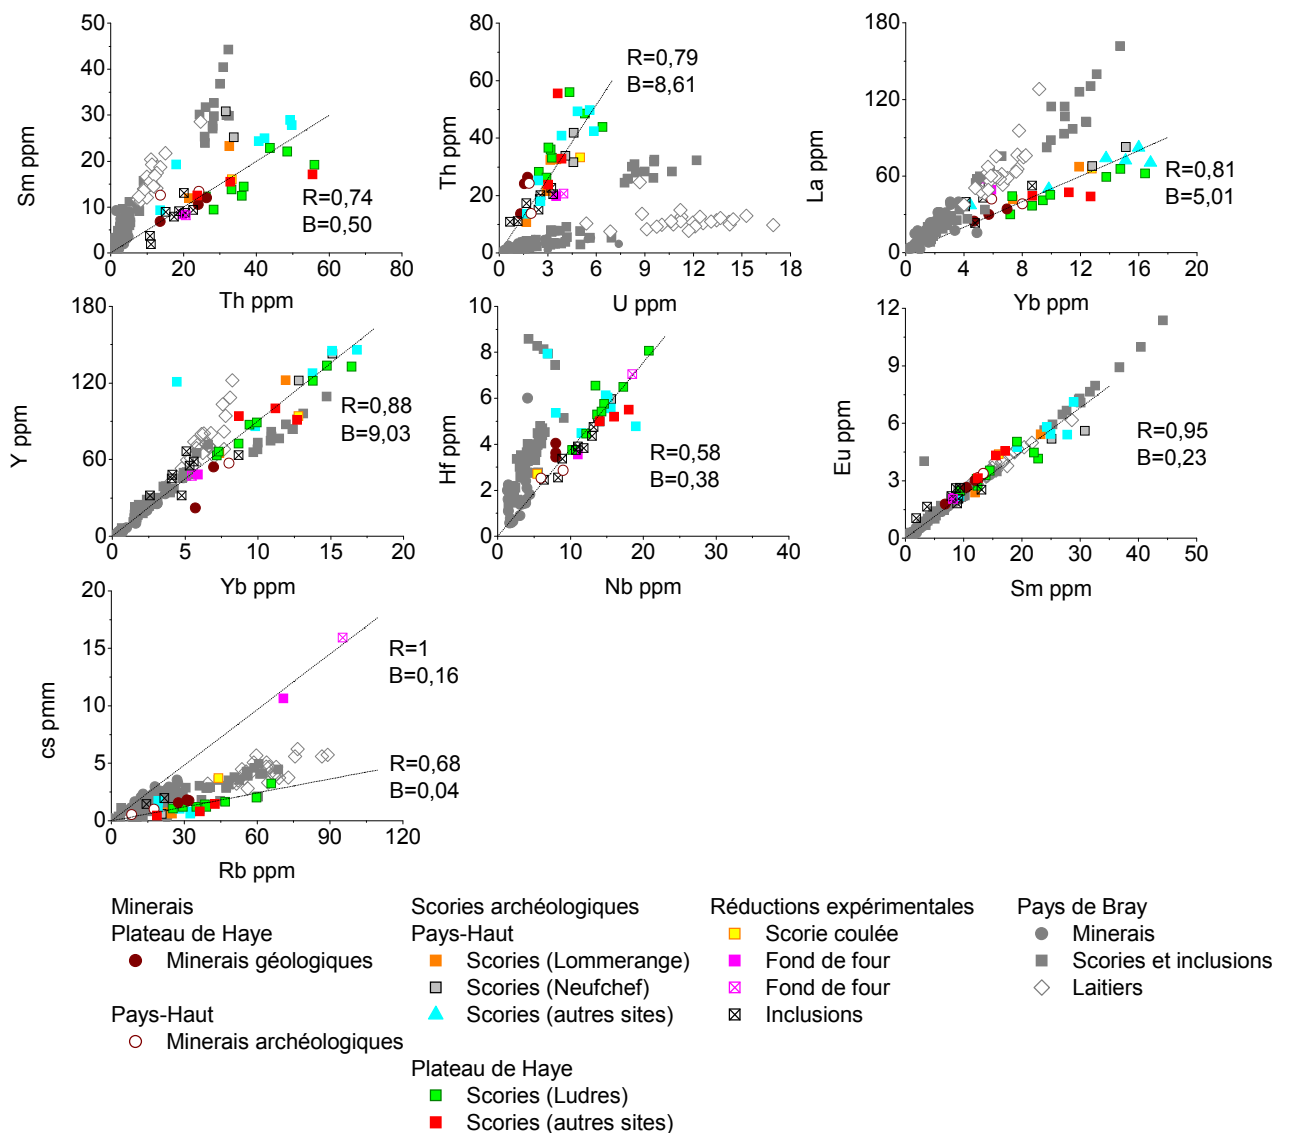 50
40
30
20
10
0
0 20 40 60 80
Sm ppm
Th ppm
R=0,74
B=0,50
80
60
40
20
0
0 3 6 9 12 15 18
Th ppm
U ppm
R=0,79
B=8,61
180
120
60
0
0 4 8 12 16 20
La ppm
Yb ppm
R=0,81
B=5,01
180
120
60
0
0 5 10 15 20
Y ppm
Yb ppm
R=0,88
B=9,03
10
8
6
4
2
0
0 10 20 30 40
Hf ppm
Nb ppm
R=0,58
B=0,38
12
9
6
3
0
0 10 20 30 40 50
Eu ppm
Sm ppm
R=0,95
B=0,23
20
15
10
5
0
0 30 60 90 120
cs pmm
Rb ppm
R=1
B=0,16
R=0,68
B=0,04
Minerais
Plateau de Haye
Minerais géologiques
Pays-Haut
Minerais archéologiques
Scories archéologiques
Pays-Haut
Scories (Lommerange)
Scories (Neufchef)
Scories (autres sites)
Plateau de Haye
Scories (Ludres)
Scories (autres sites)
Réductions expérimentales
Scorie coulée
Fond de four
Fond de four
Inclusions
Pays de Bray
Minerais
Scories et inclusions
Laitiers